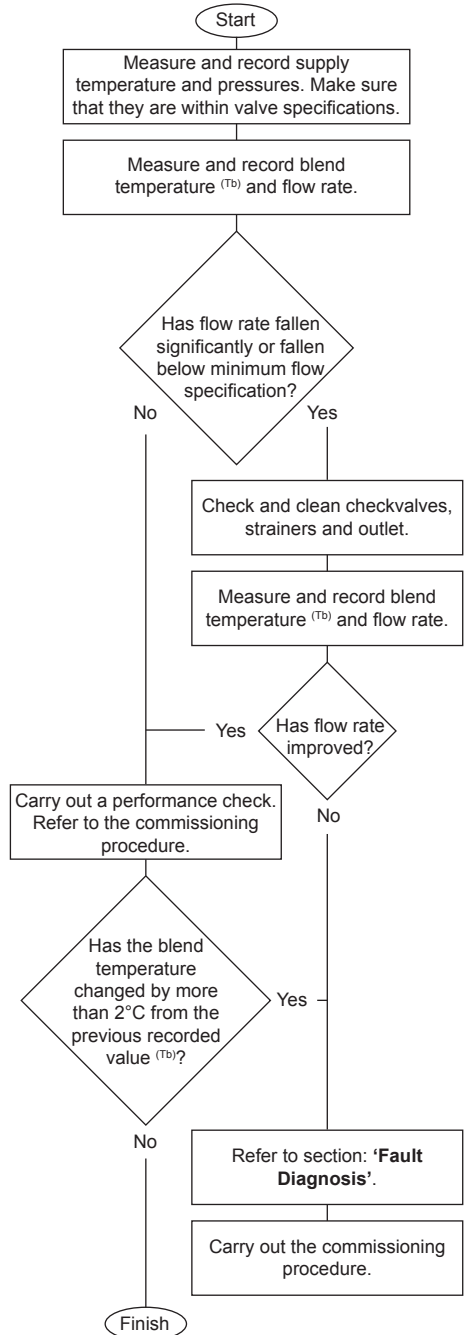 Start
Measure and record supply
temperature and pressures. Make sure
that they are within valve specifications.
Measure and record blend
temperature (Tb) and flow rate.
Has flow rate fallen
significantly or fallen
below minimum flow
specification?
No
Yes
Check and clean checkvalves,
strainers and outlet.
Measure and record blend
temperature (Tb) and flow rate.
Yes
Has flow rate
improved?
No
Carry out a performance check.
Refer to the commissioning
procedure.
Has the blend
temperature
changed by more
than 2°C from the
previous recorded
value (Tb)?
Yes
No
Refer to section: ‘Fault
Diagnosis’.
Carry out the commissioning
procedure.
Finish